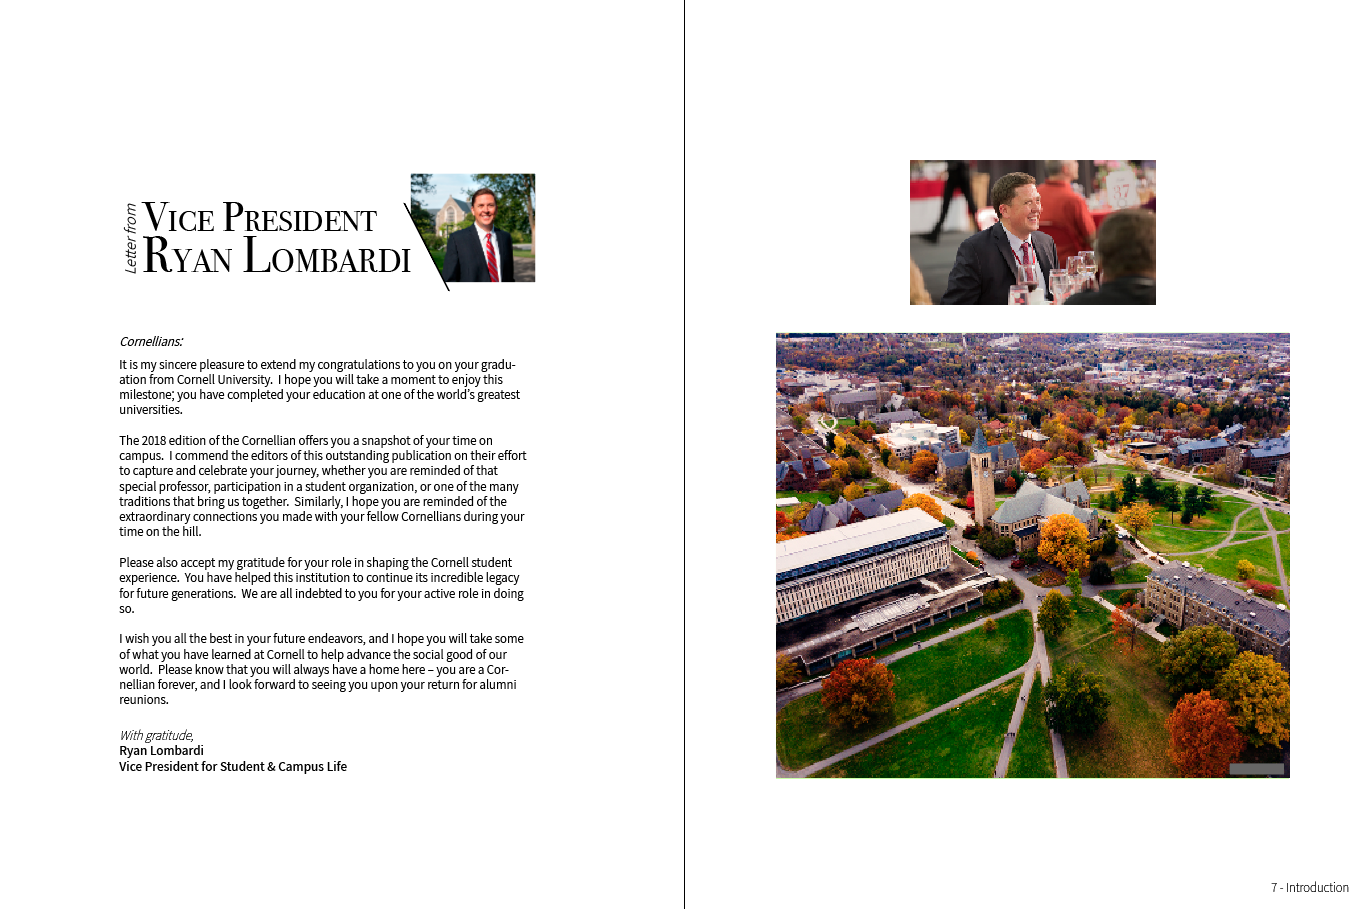 Letter from
VICE PRESIDENT
RYAN LOMBARDI
Cornellians:
It is my sincere pleasure to extend my congratulations to you on your gradu-
ation from Cornell University.  I hope you will take a moment to enjoy this
milestone; you have completed your education at one of the world's greatest
universities.
The 2018 edition of the Cornellian offers you a snapshot of your time on
campus.  I commend the editors of this outstanding publication on their effort
to capture and celebrate your journey, whether you are reminded of that
special professor, participation in a student organization, or one of the many
traditions that bring us together.  Similarly, I hope you are reminded of the
extraordinary connections you made with your fellow Cornellians during your
time on the hill.
Please also accept my gratitude for your role in shaping the Cornell student
experience.  You have helped this institution to continue its incredible legacy
for future generations.  We are all indebted to you for your active role in doing
so.
I wish you all the best in your future endeavors, and I hope you will take some
of what you have learned at Cornell to help advance the social good of our
world.  Please know that you will always have a home here – you are a Cor-
nellian forever, and I look forward to seeing you upon your return for alumni
reunions.
With gratitude,
Ryan Lombardi
Vice President for Student & Campus Life
37
7 - Introduction